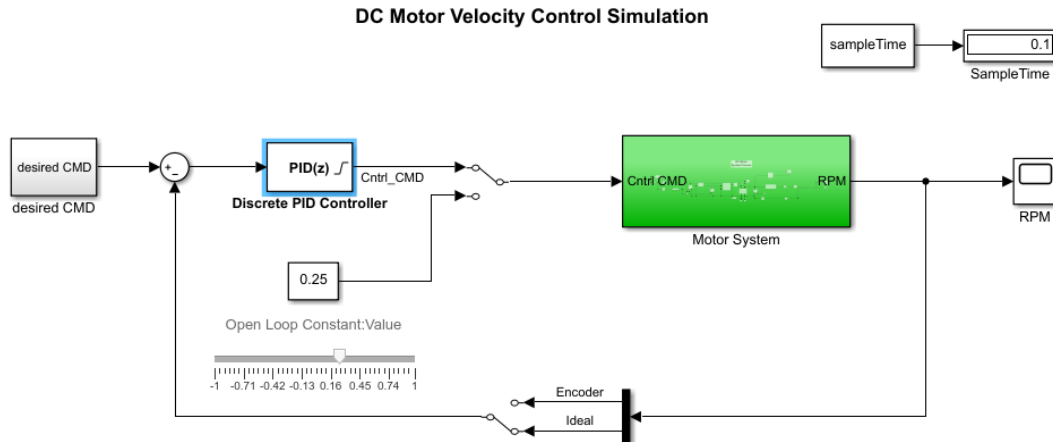 DC Motor Velocity Control Simulation
sampleTime
0.1
SampleTime
desired CMD
desired CMD
+
-
PID(z)
Cntrl_CMD
Discrete PID Controller
Cntrl CMD
RPM
Motor System
RPM
0.25
Open Loop Constant:Value
-1 -0.71 -0.42 -0.13 0.16 0.45 0.74 1
Encoder
Ideal